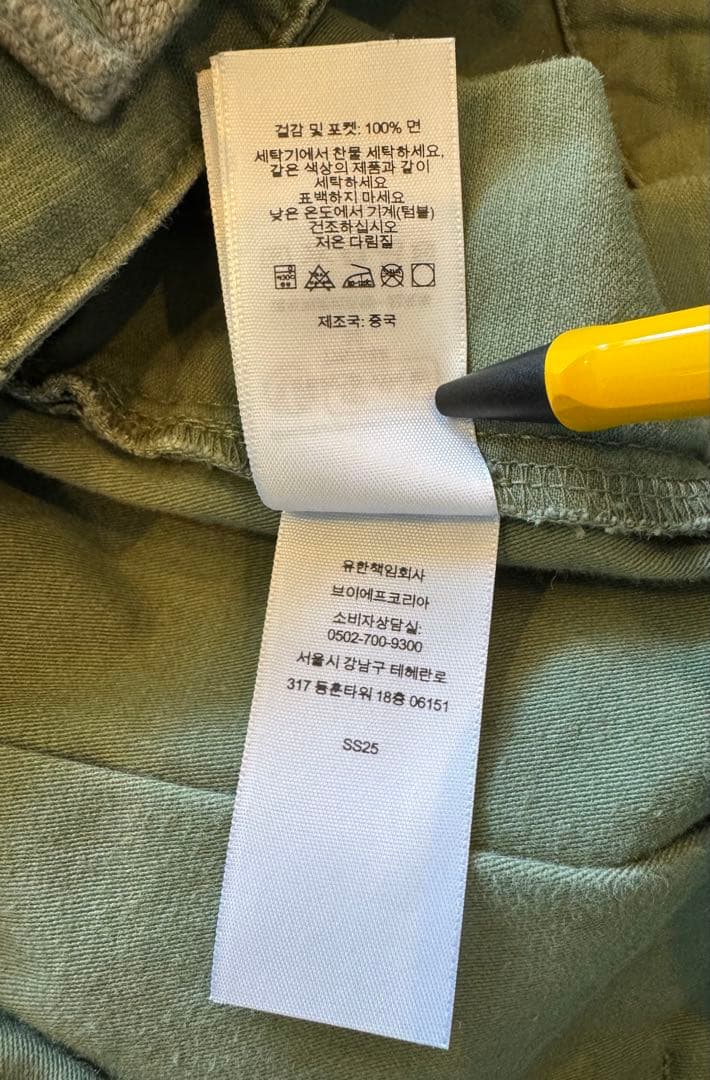 겉감 및 포켓: 100% 면
세탁기에서 찬물 세탁하세요,
같은 색상의 제품과 같이
세탁하세요
표백하지 마세요
낮은 온도에서 기계(텀블)
건조하십시오
저온 다림질
제조국: 중국
유한책임회사
브이에프코리아
소비자상담실:
0502-700-9300
서울시 강남구 테헤란로
317 동훈타워 18층 06151
SS25